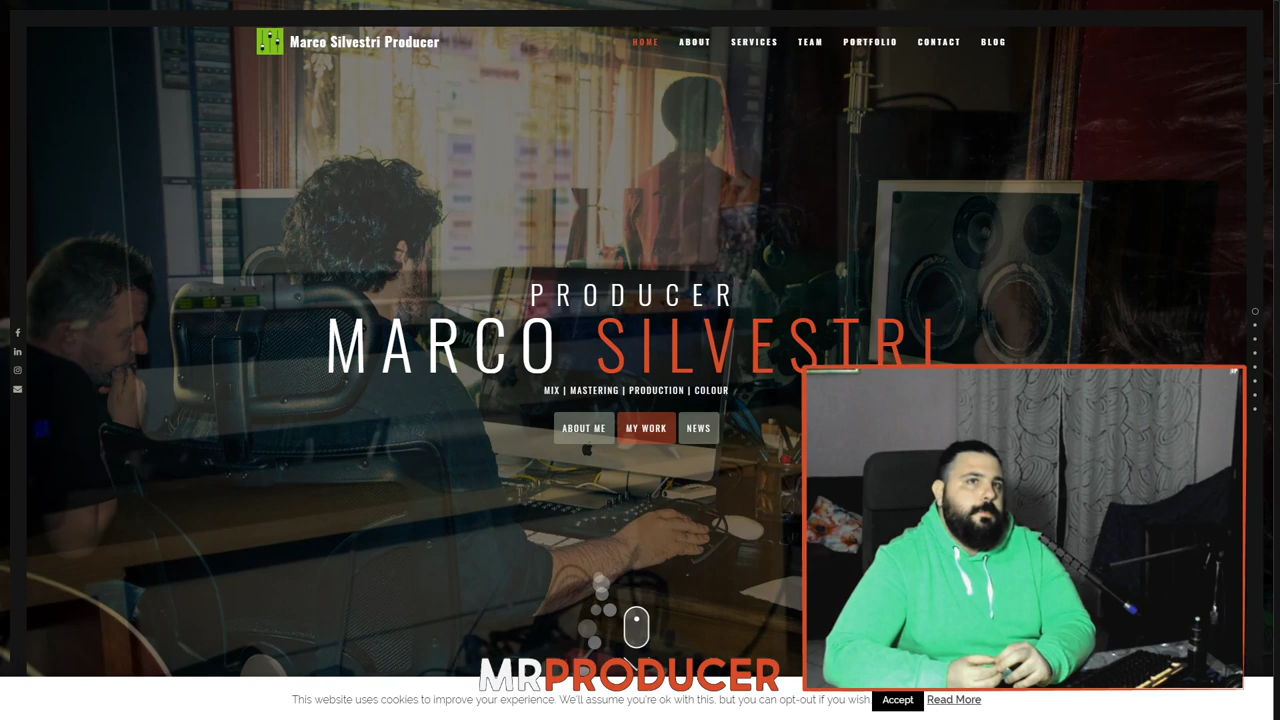 Marco Silvestri Producer
HOME ABOUT SERVICES TEAM PORTFOLIO CONTACT BLOG
PRODUCER
MARCO SILVESTRI
MIX | MASTERING | PRODUCTION | COLOUR
ABOUT ME MY WORK NEWS
MRPRODUCER
This website uses cookies to improve your experience. We'll assume you're ok with this, but you can opt-out if you wish. Accept Read More